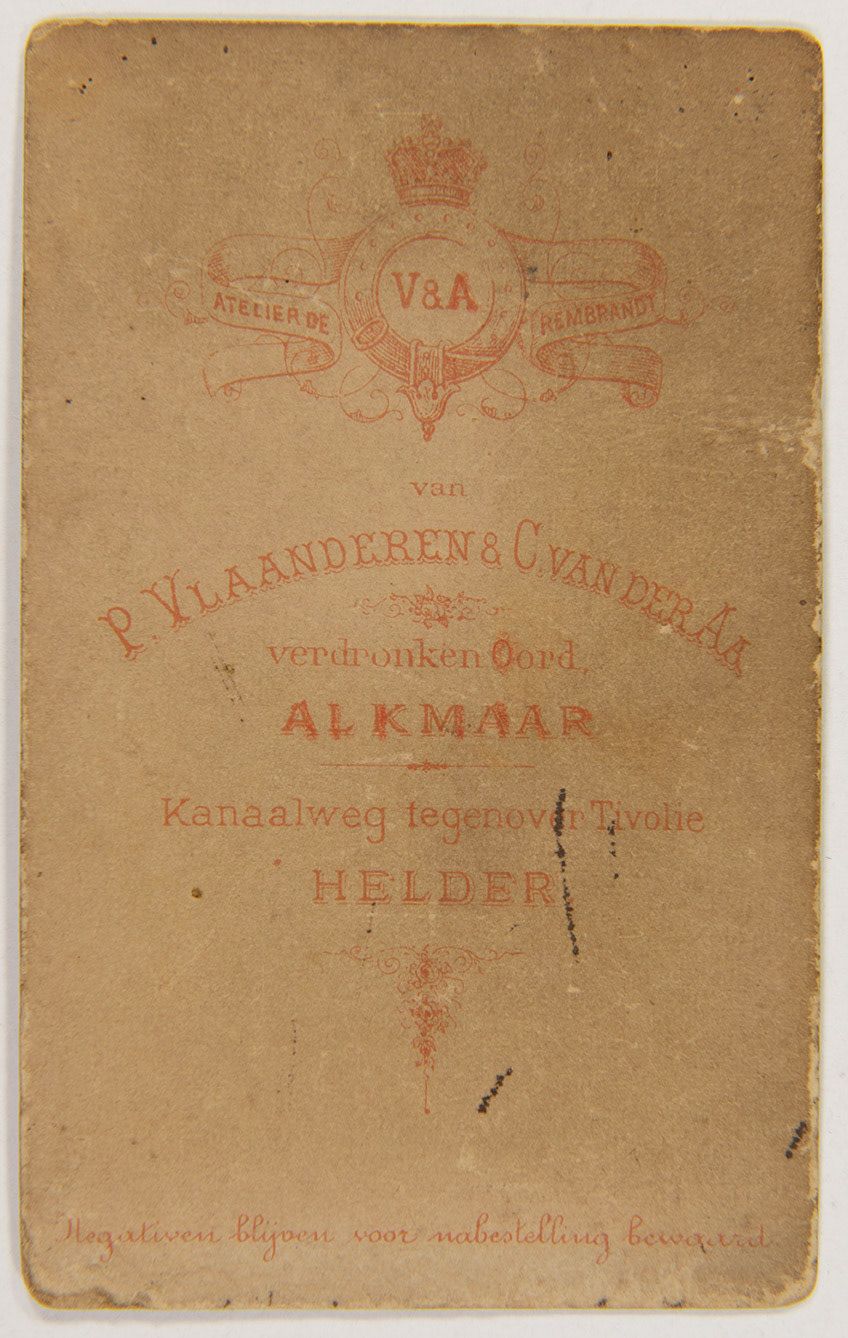 V&A
ATELIER DE REMBRANDT
van
P. VLAANDEREN & C. VAN DER AA
verdronken Oord,
ALKMAAR
Kanaalweg tegenover Tivolie
HELDER
Negativen blijven voor nabestelling bewaard